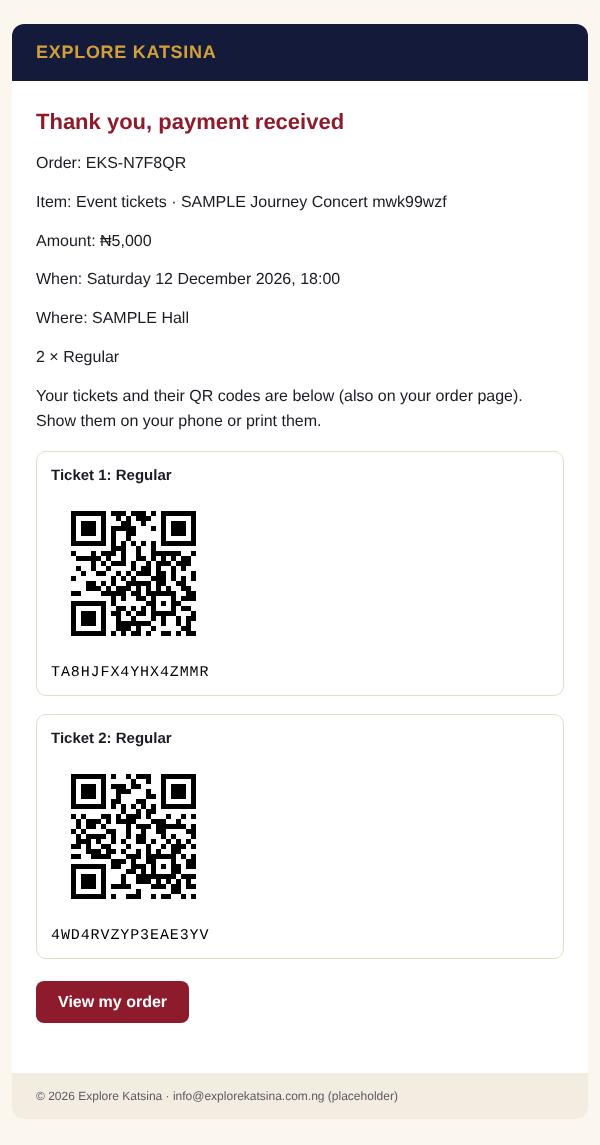 EXPLORE KATSINA
Thank you, payment received
Order: EKS-N7F8QR
Item: Event tickets · SAMPLE Journey Concert mwk99wzf
Amount: ₦5,000
When: Saturday 12 December 2026, 18:00
Where: SAMPLE Hall
2 × Regular
Your tickets and their QR codes are below (also on your order page).
Show them on your phone or print them.
Ticket 1: Regular
TA8HJFX4YHX4ZMMR
Ticket 2: Regular
4WD4RVZYP3EAE3YV
View my order
© 2026 Explore Katsina · info@explorekatsina.com.ng (placeholder)